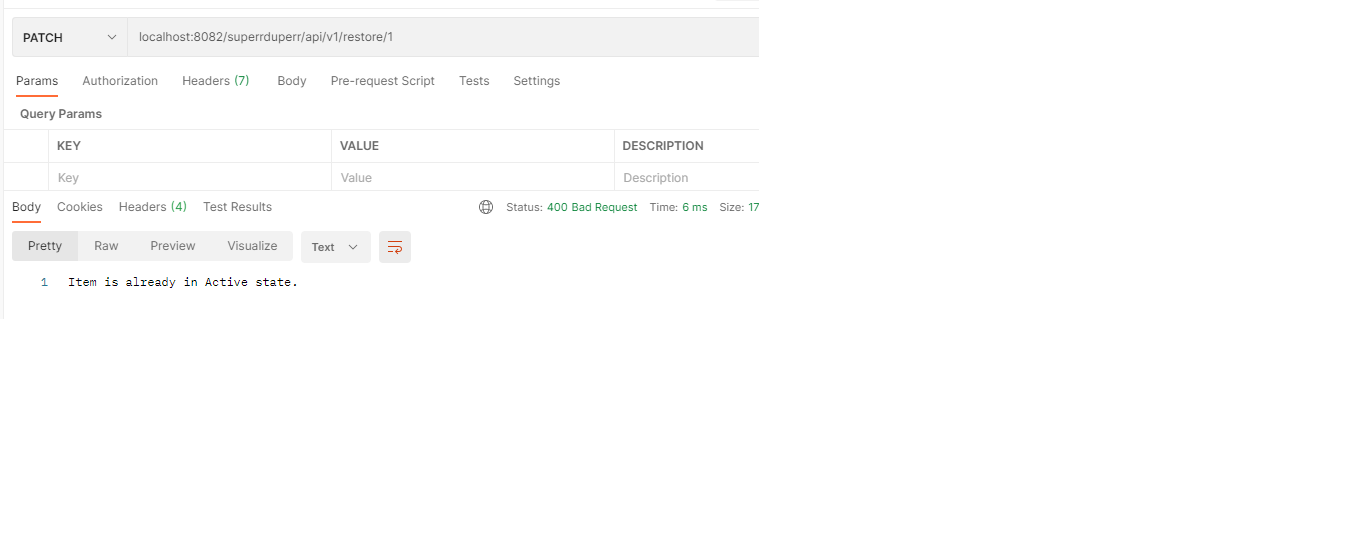 PATCH localhost:8082/superrduperr/api/v1/restore/1
Params Authorization Headers (7) Body Pre-request Script Tests Settings
Query Params
KEY VALUE DESCRIPTION
Key Value Description
Body Cookies Headers (4) Test Results Status: 400 Bad Request Time: 6 ms Size: 17
Pretty Raw Preview Visualize Text
1 Item is already in Active state.